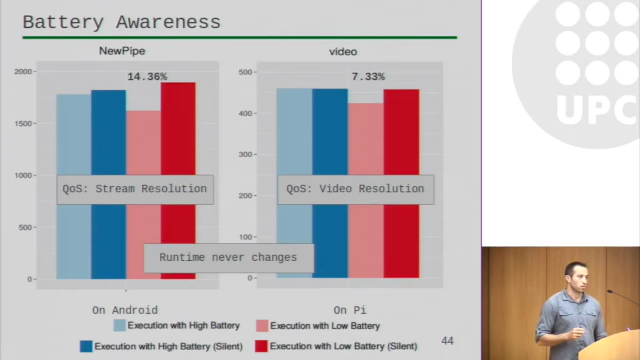 Battery Awareness
NewPipe
video
2000
1500
1000
500
0
14.36%
QoS: Stream Resolution
500
400
300
200
100
0
7.33%
QoS: Video Resolution
Runtime never changes
On Android
On Pi
Execution with High Battery
Execution with Low Battery
Execution with High Battery (Silent)
Execution with Low Battery (Silent)
44
UPC